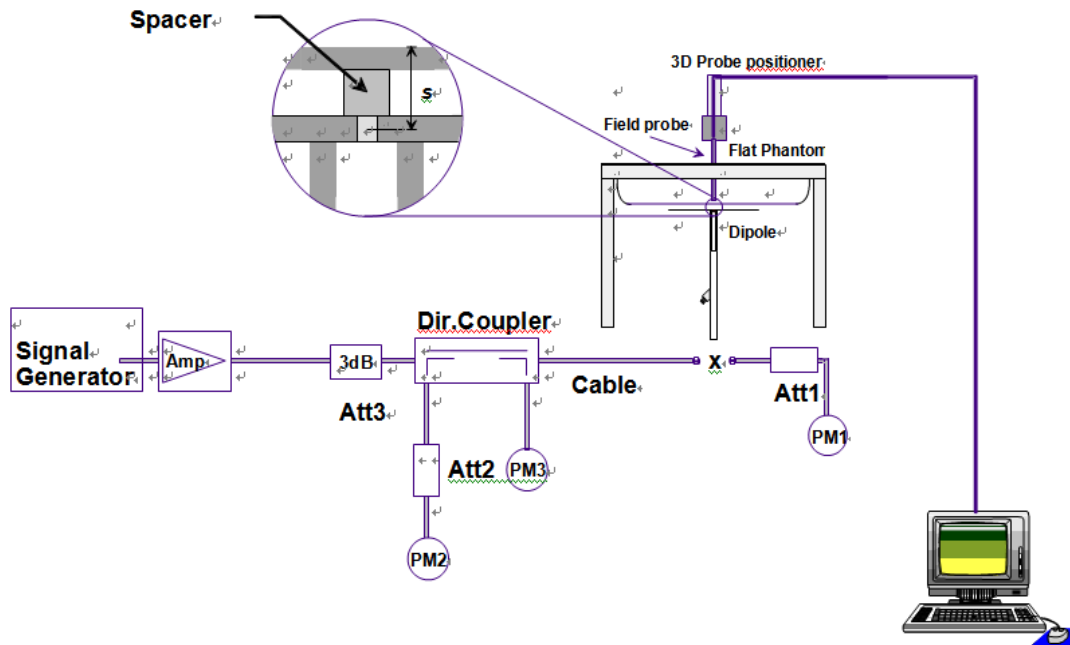 Spacer
s
3D Probe positioner
Field probe
Flat Phantom
Dipole
Signal
Generator
Amp
3dB
Att3
Dir.Coupler
Cable
x
Att1
PM1
Att2
PM3
PM2